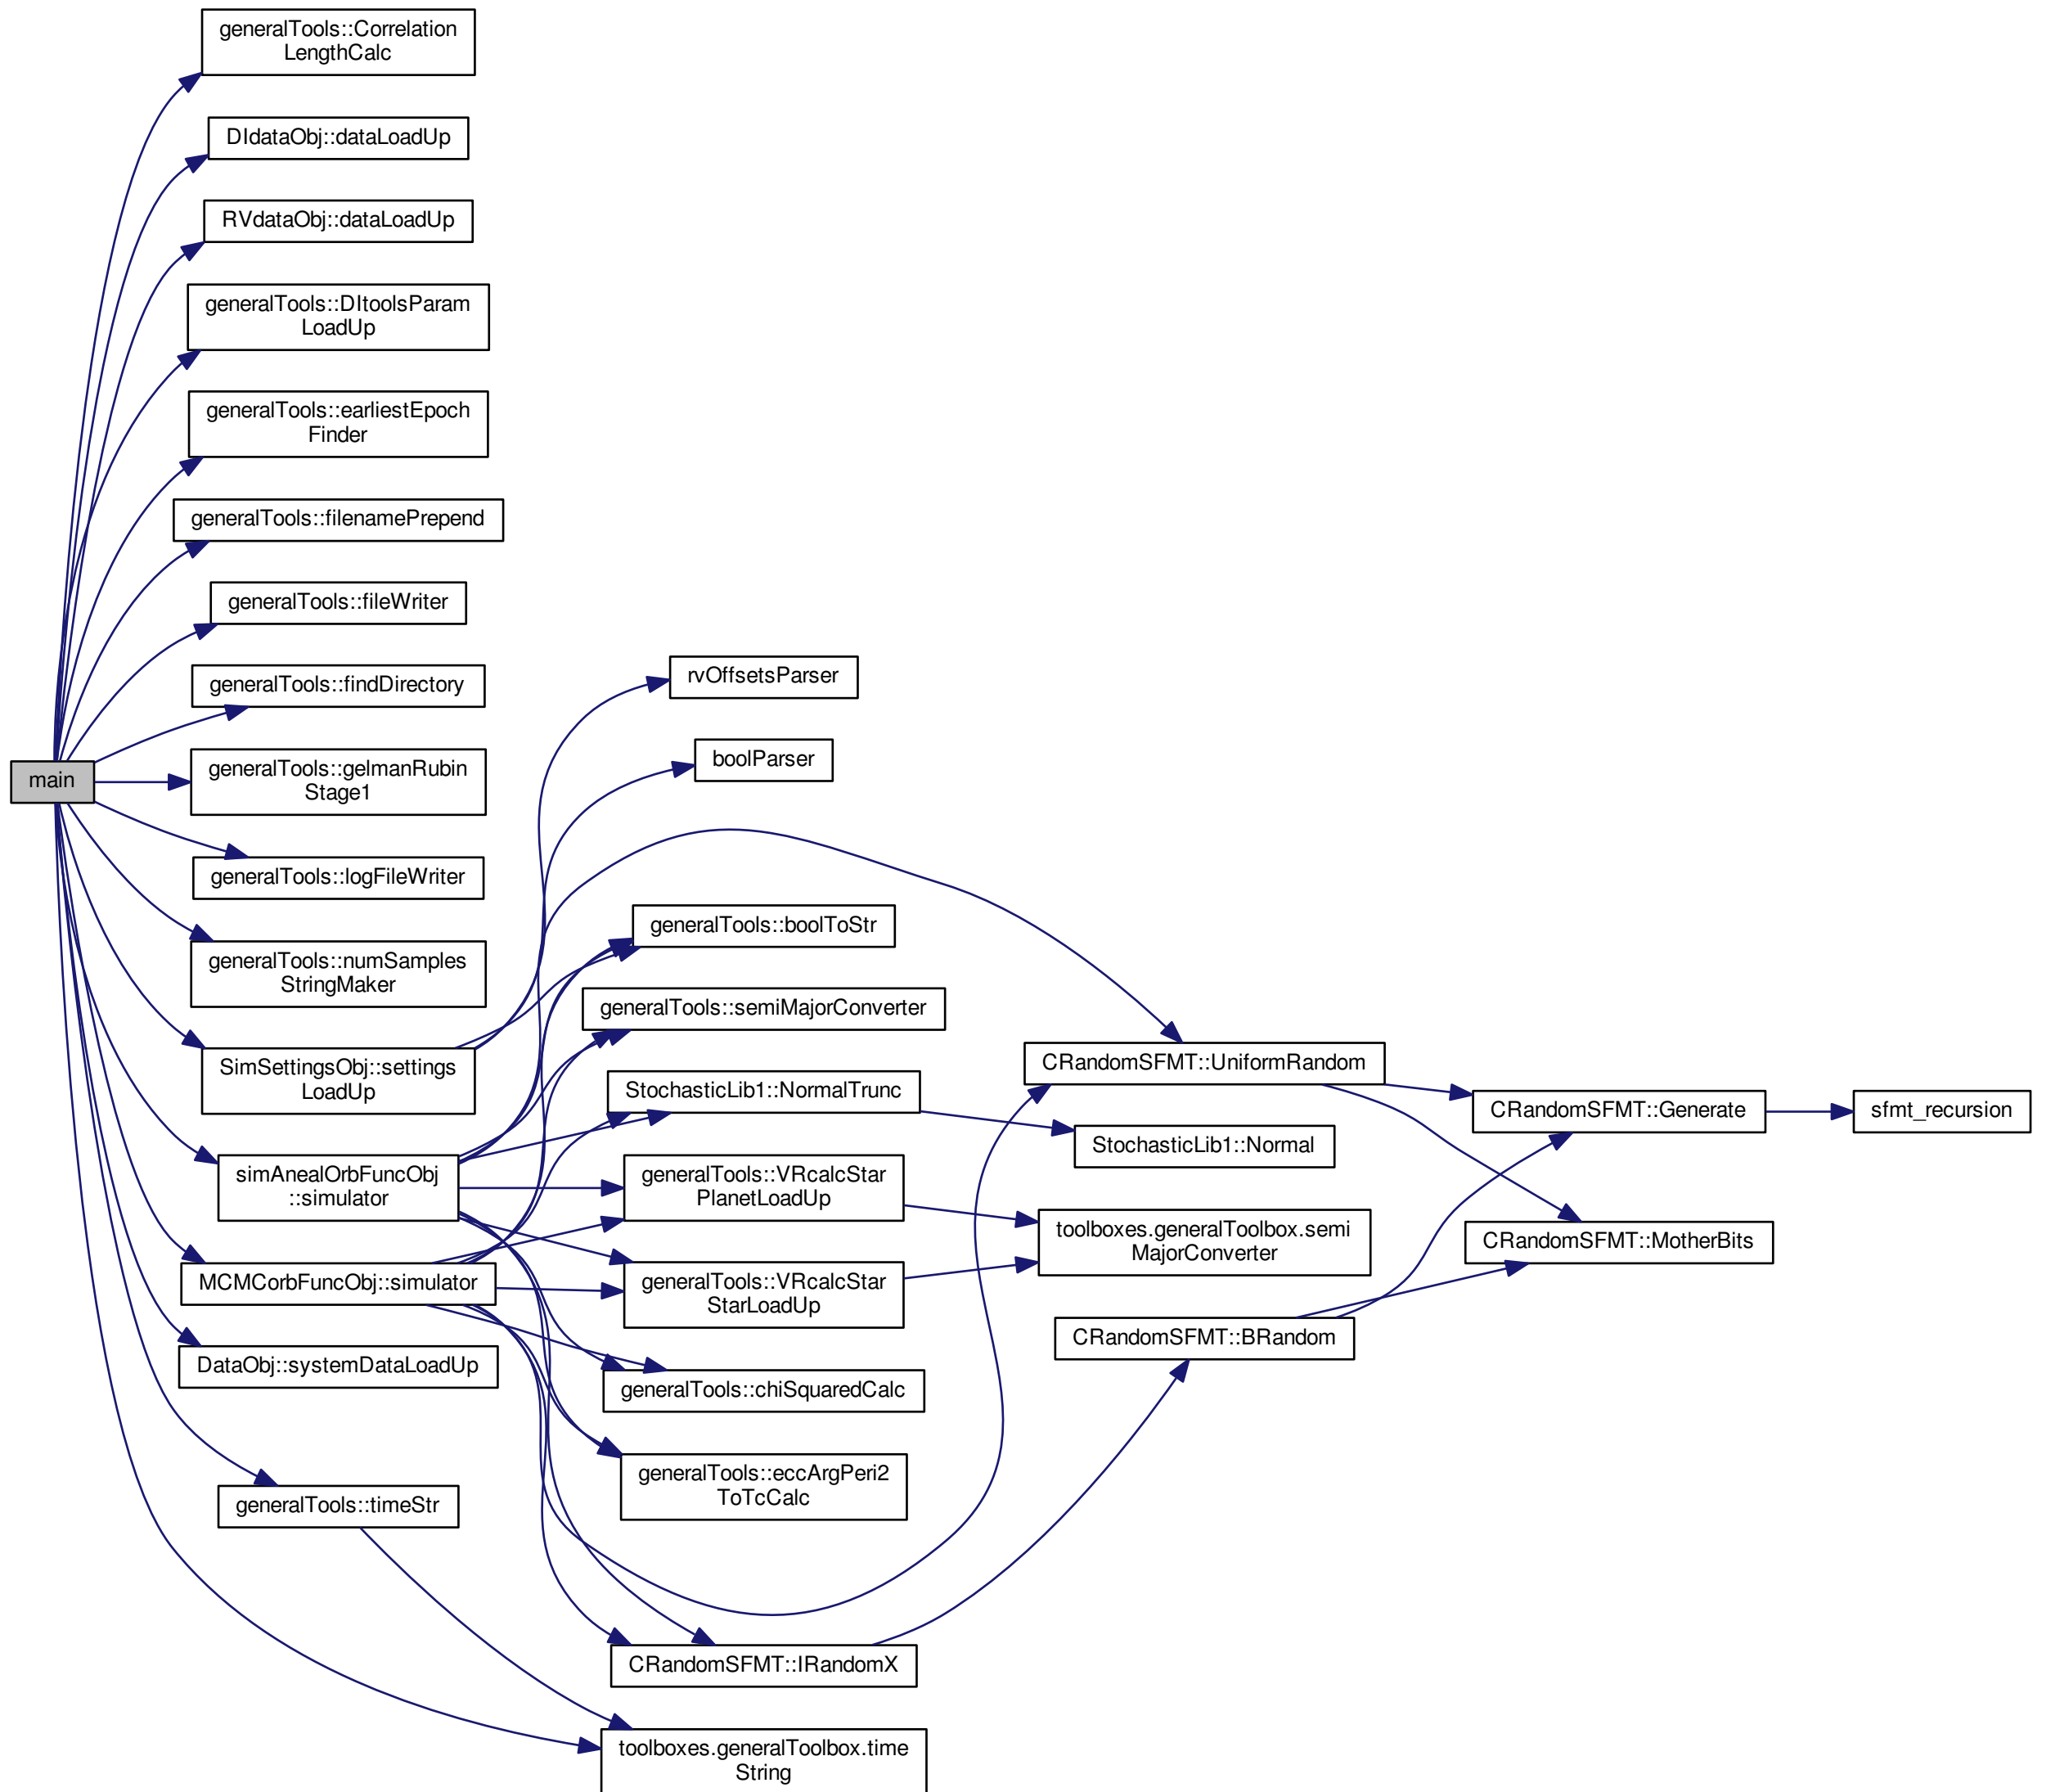 generalTools::Correlation
LengthCalc
DIdataObj::dataLoadUp
RVdataObj::dataLoadUp
generalTools::DItoolsParam
LoadUp
generalTools::earliestEpoch
Finder
generalTools::filenamePrepend
generalTools::fileWriter
generalTools::findDirectory
main
generalTools::gelmanRubin
Stage1
generalTools::logFileWriter
generalTools::numSamples
StringMaker
SimSettingsObj::settings
LoadUp
simAnealOrbFuncObj
::simulator
MCMCorbFuncObj::simulator
DataObj::systemDataLoadUp
generalTools::timeStr
rvOffsetsParser
boolParser
generalTools::boolToStr
generalTools::semiMajorConverter
StochasticLib1::NormalTrunc
generalTools::VRcalcStar
PlanetLoadUp
generalTools::VRcalcStar
StarLoadUp
generalTools::chiSquaredCalc
generalTools::eccArgPeri2
ToTcCalc
CRandomSFMT::IRandomX
toolboxes.generalToolbox.time
String
CRandomSFMT::UniformRandom
StochasticLib1::Normal
toolboxes.generalToolbox.semi
MajorConverter
CRandomSFMT::BRandom
CRandomSFMT::Generate
CRandomSFMT::MotherBits
sfmt_recursion